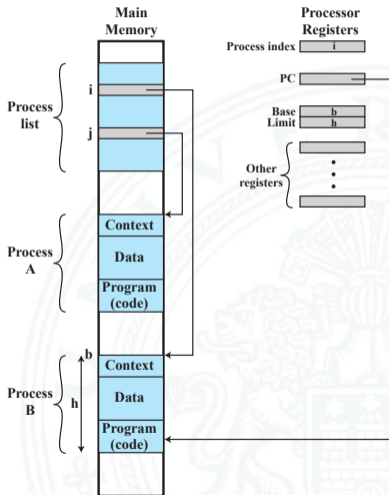 Main
Memory
Processor
Registers
Process index
i
PC
Base
b
Limit
h
Other
registers
Process
list
i
j
Process
A
Context
Data
Program
(code)
Process
B
b
h
Context
Data
Program
(code)